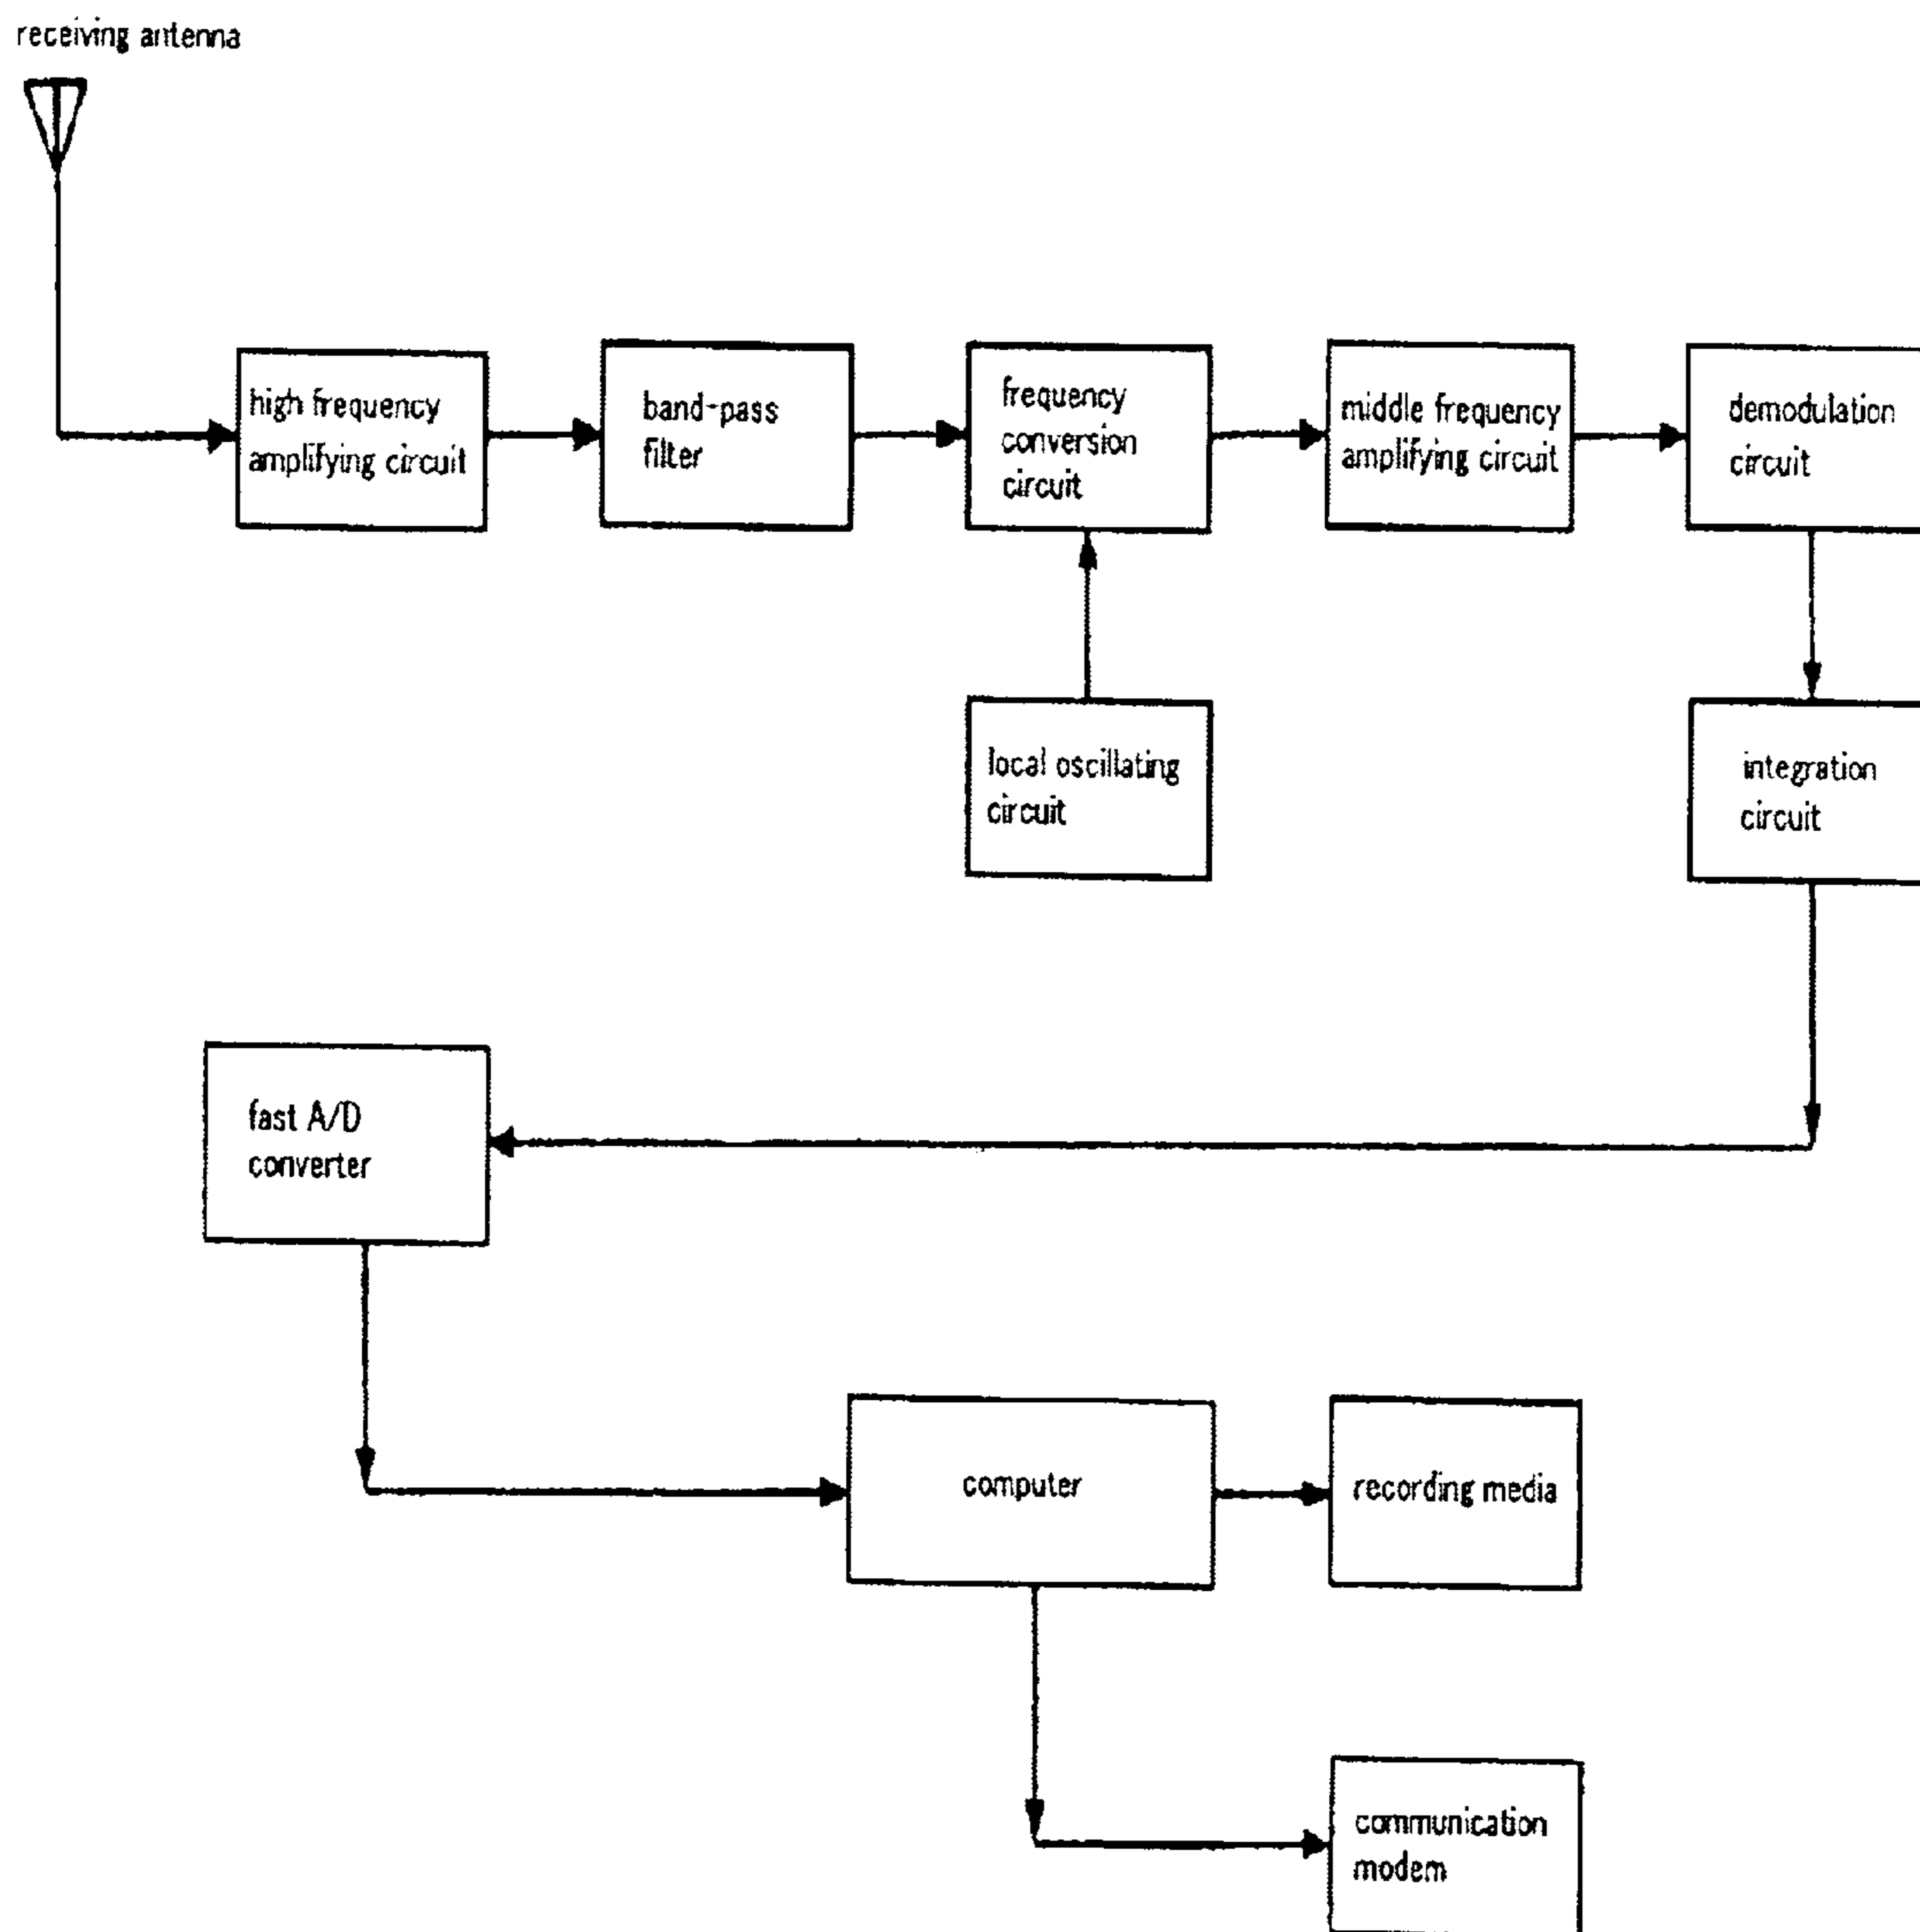 receiving antenna
high frequency
amplifying circuit
band-pass
filter
frequency
conversion
circuit
middle frequency
amplifying circuit
demodulation
circuit
local oscillating
circuit
integration
circuit
fast A/D
converter
computer
recording media
communication
modem